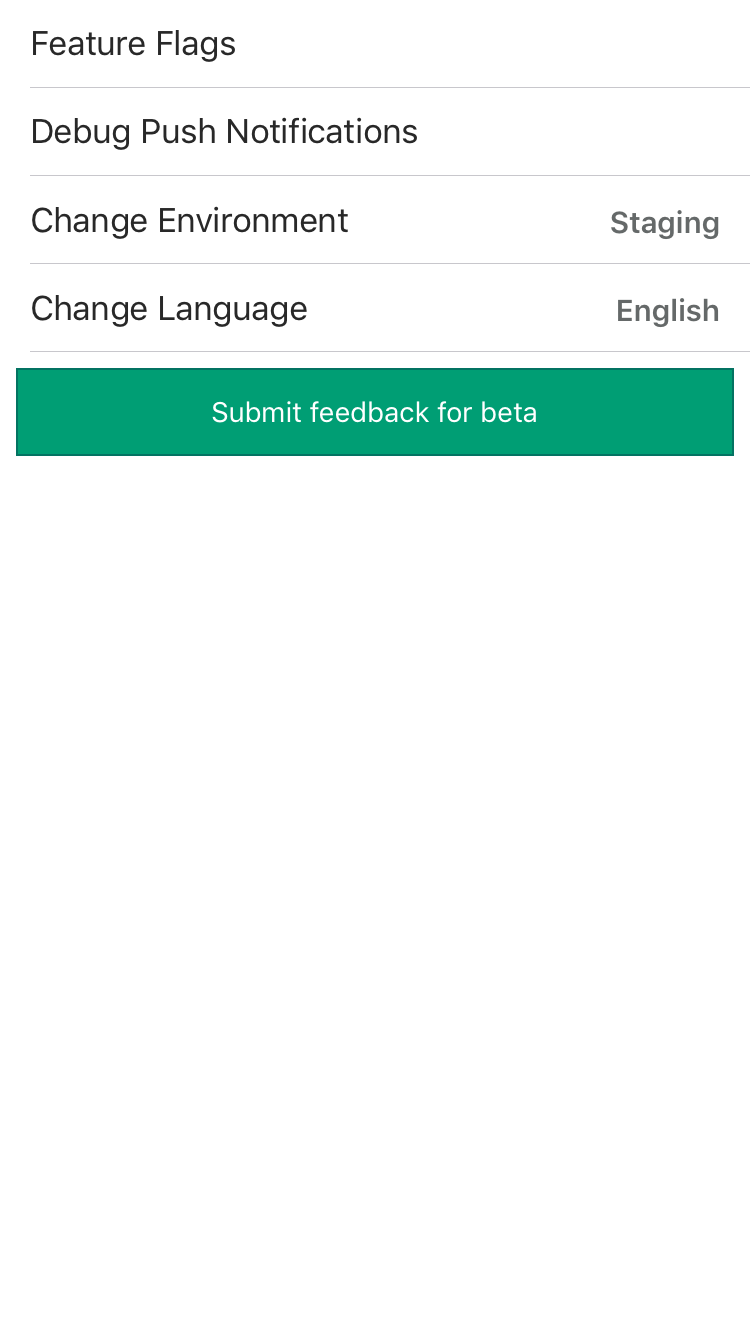 Feature Flags
Debug Push Notifications
Change Environment Staging
Change Language English
Submit feedback for beta